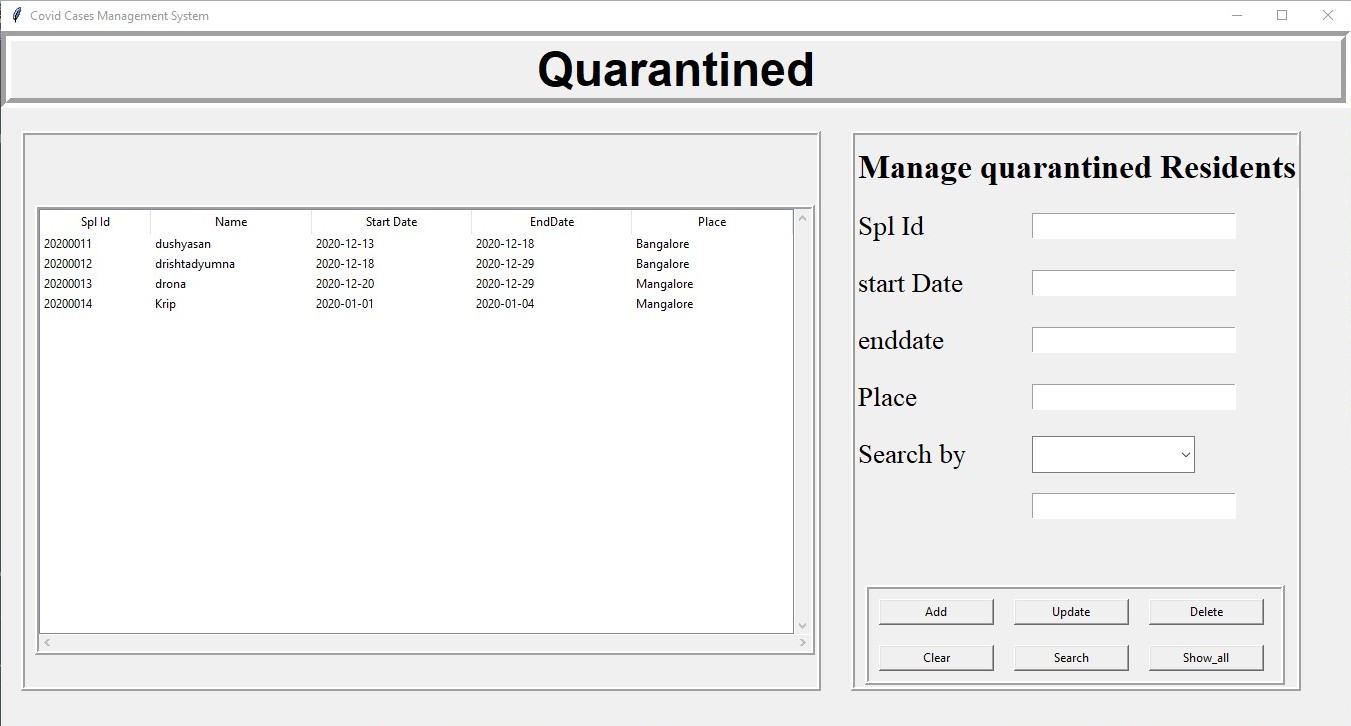 Covid Cases Management System
Quarantined
Spl Id Name Start Date EndDate Place
20200011 dushyasan 2020-12-13 2020-12-18 Bangalore
20200012 drishtadyumna 2020-12-18 2020-12-29 Bangalore
20200013 drona 2020-12-20 2020-12-29 Mangalore
20200014 Krip 2020-01-01 2020-01-04 Mangalore
Manage quarantined Residents
Spl Id
start Date
enddate
Place
Search by
Add Update Delete
Clear Search Show_all